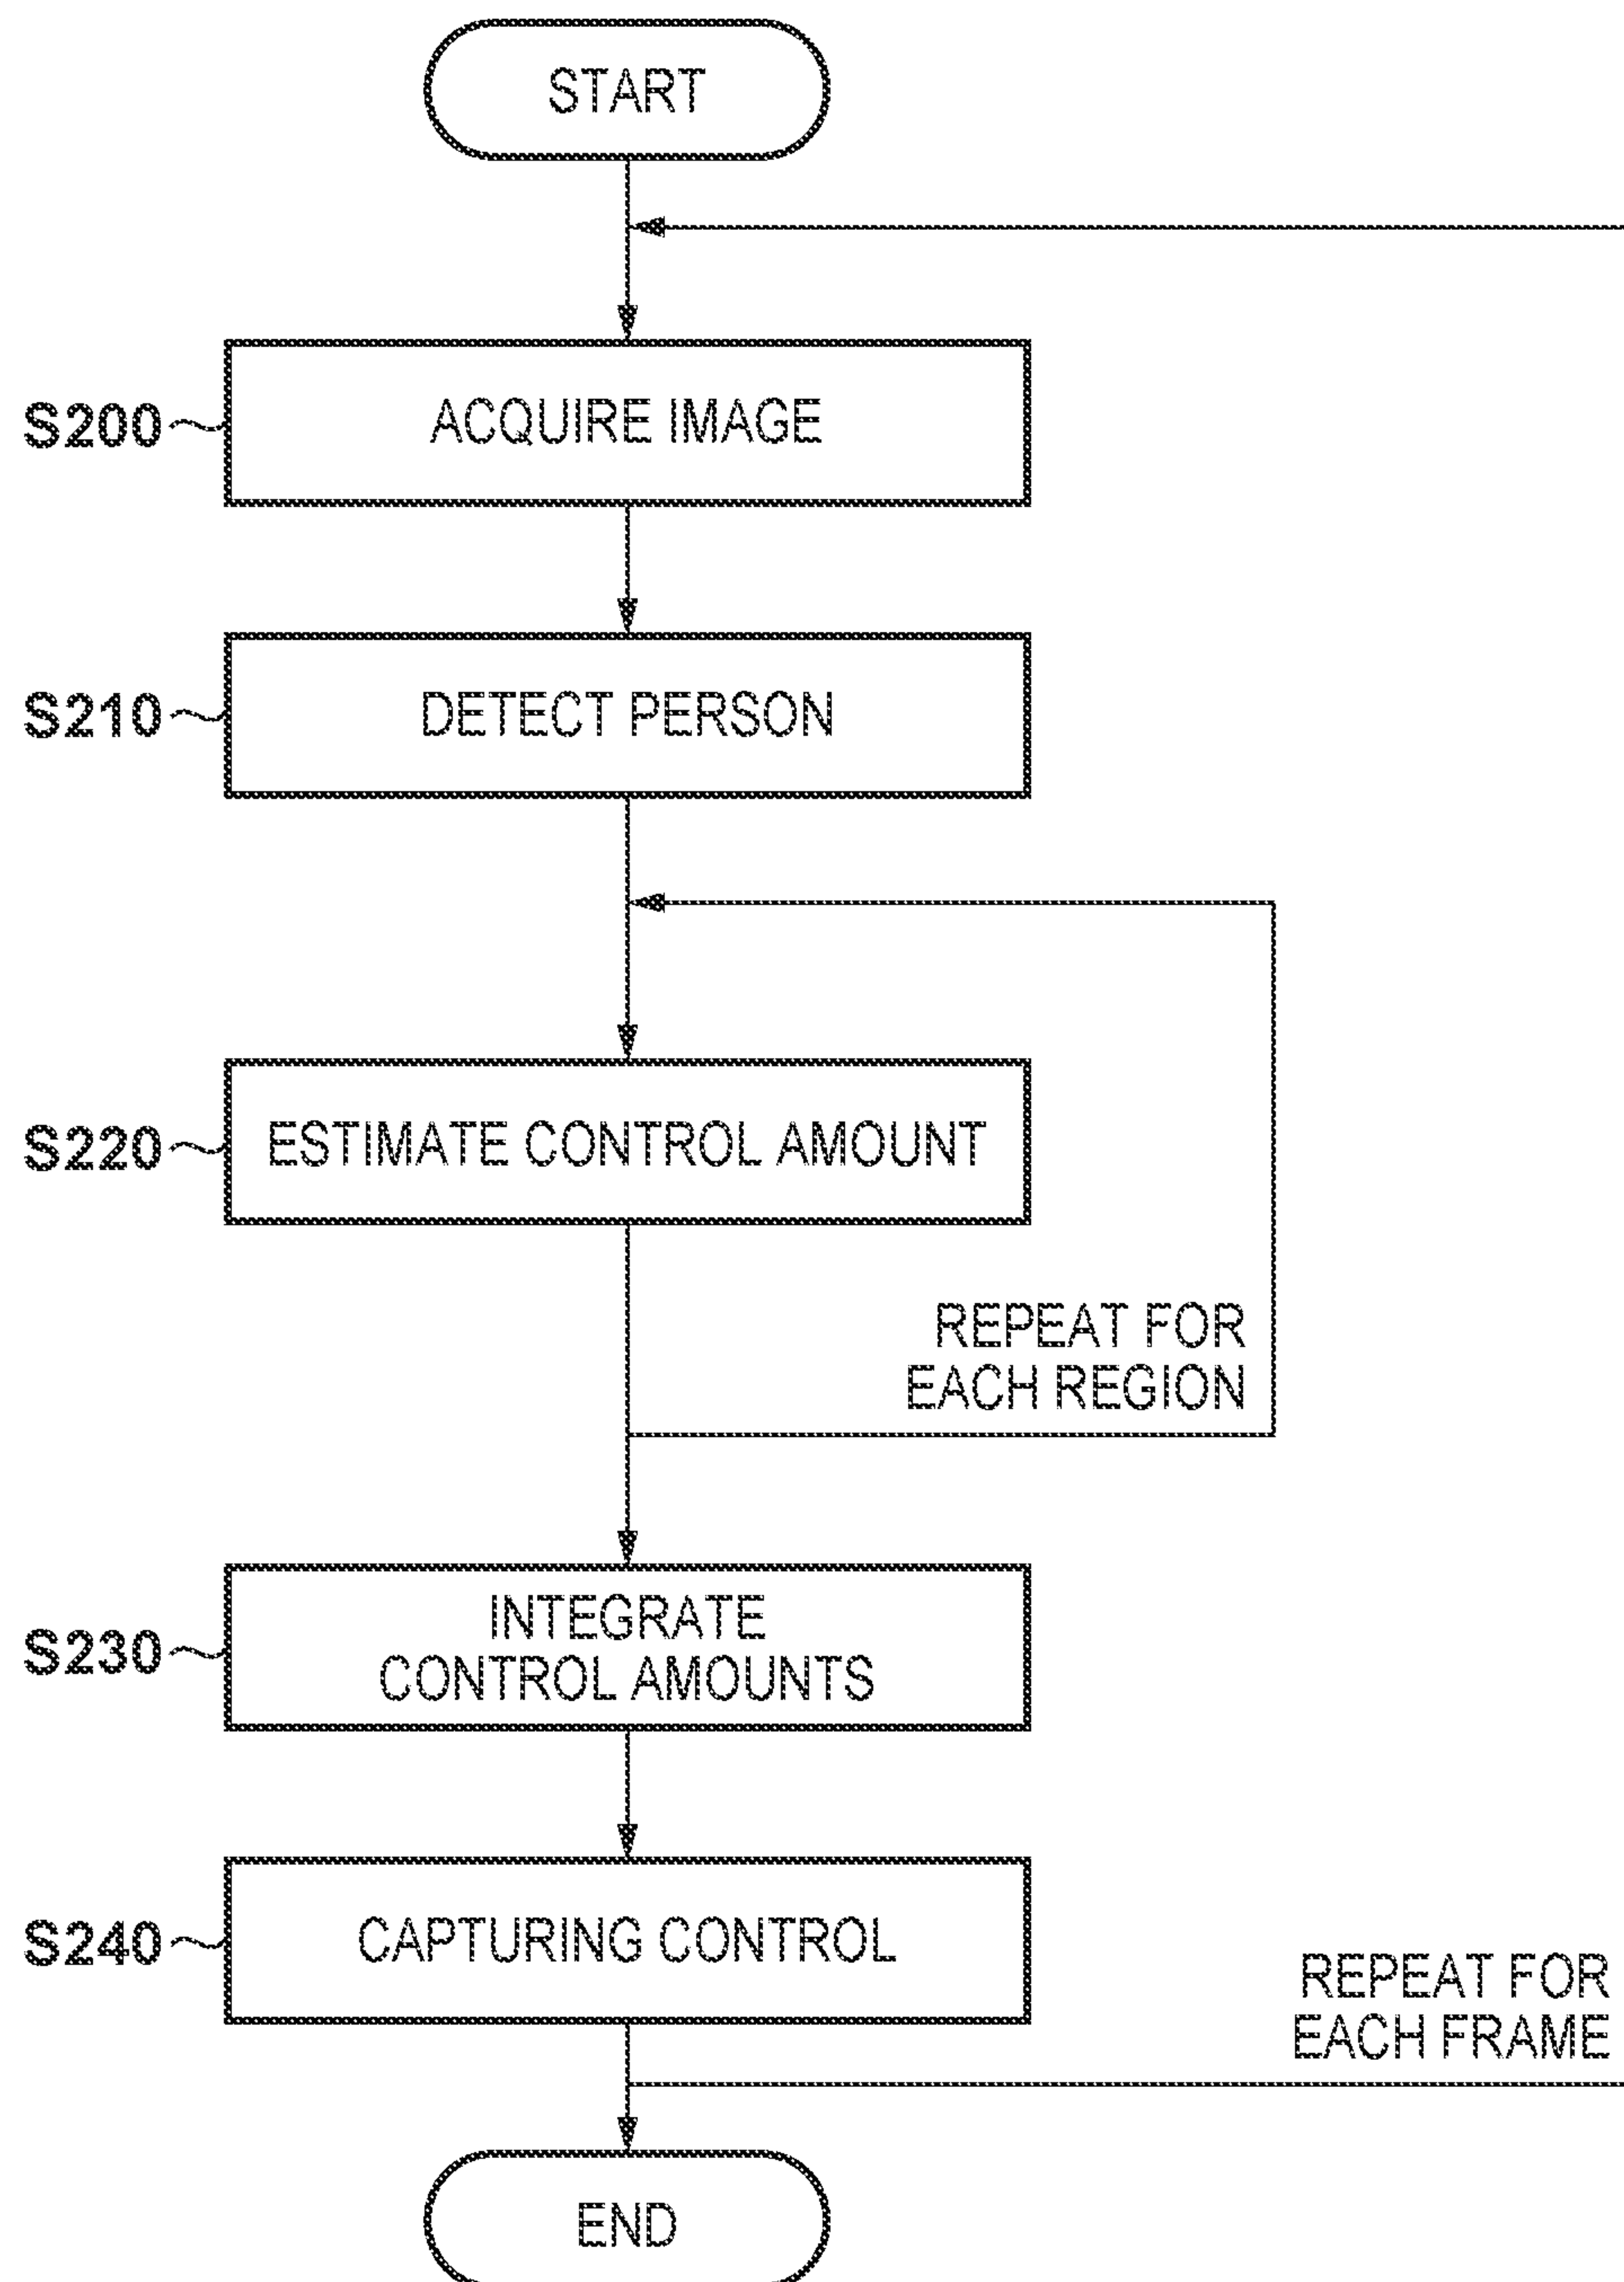 START
S200
ACQUIRE IMAGE
S210
DETECT PERSON
S220
ESTIMATE CONTROL AMOUNT
REPEAT FOR
EACH REGION
S230
INTEGRATE
CONTROL AMOUNTS
S240
CAPTURING CONTROL
REPEAT FOR
EACH FRAME
END